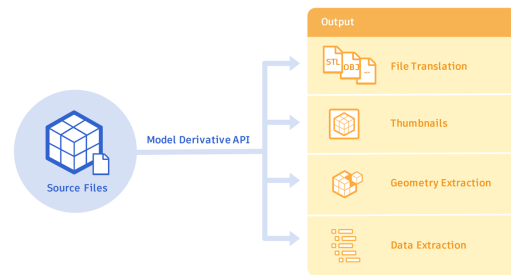 Output
STL
OBJ
...
File Translation
Thumbnails
Model Derivative API
Source Files
Geometry Extraction
Data Extraction